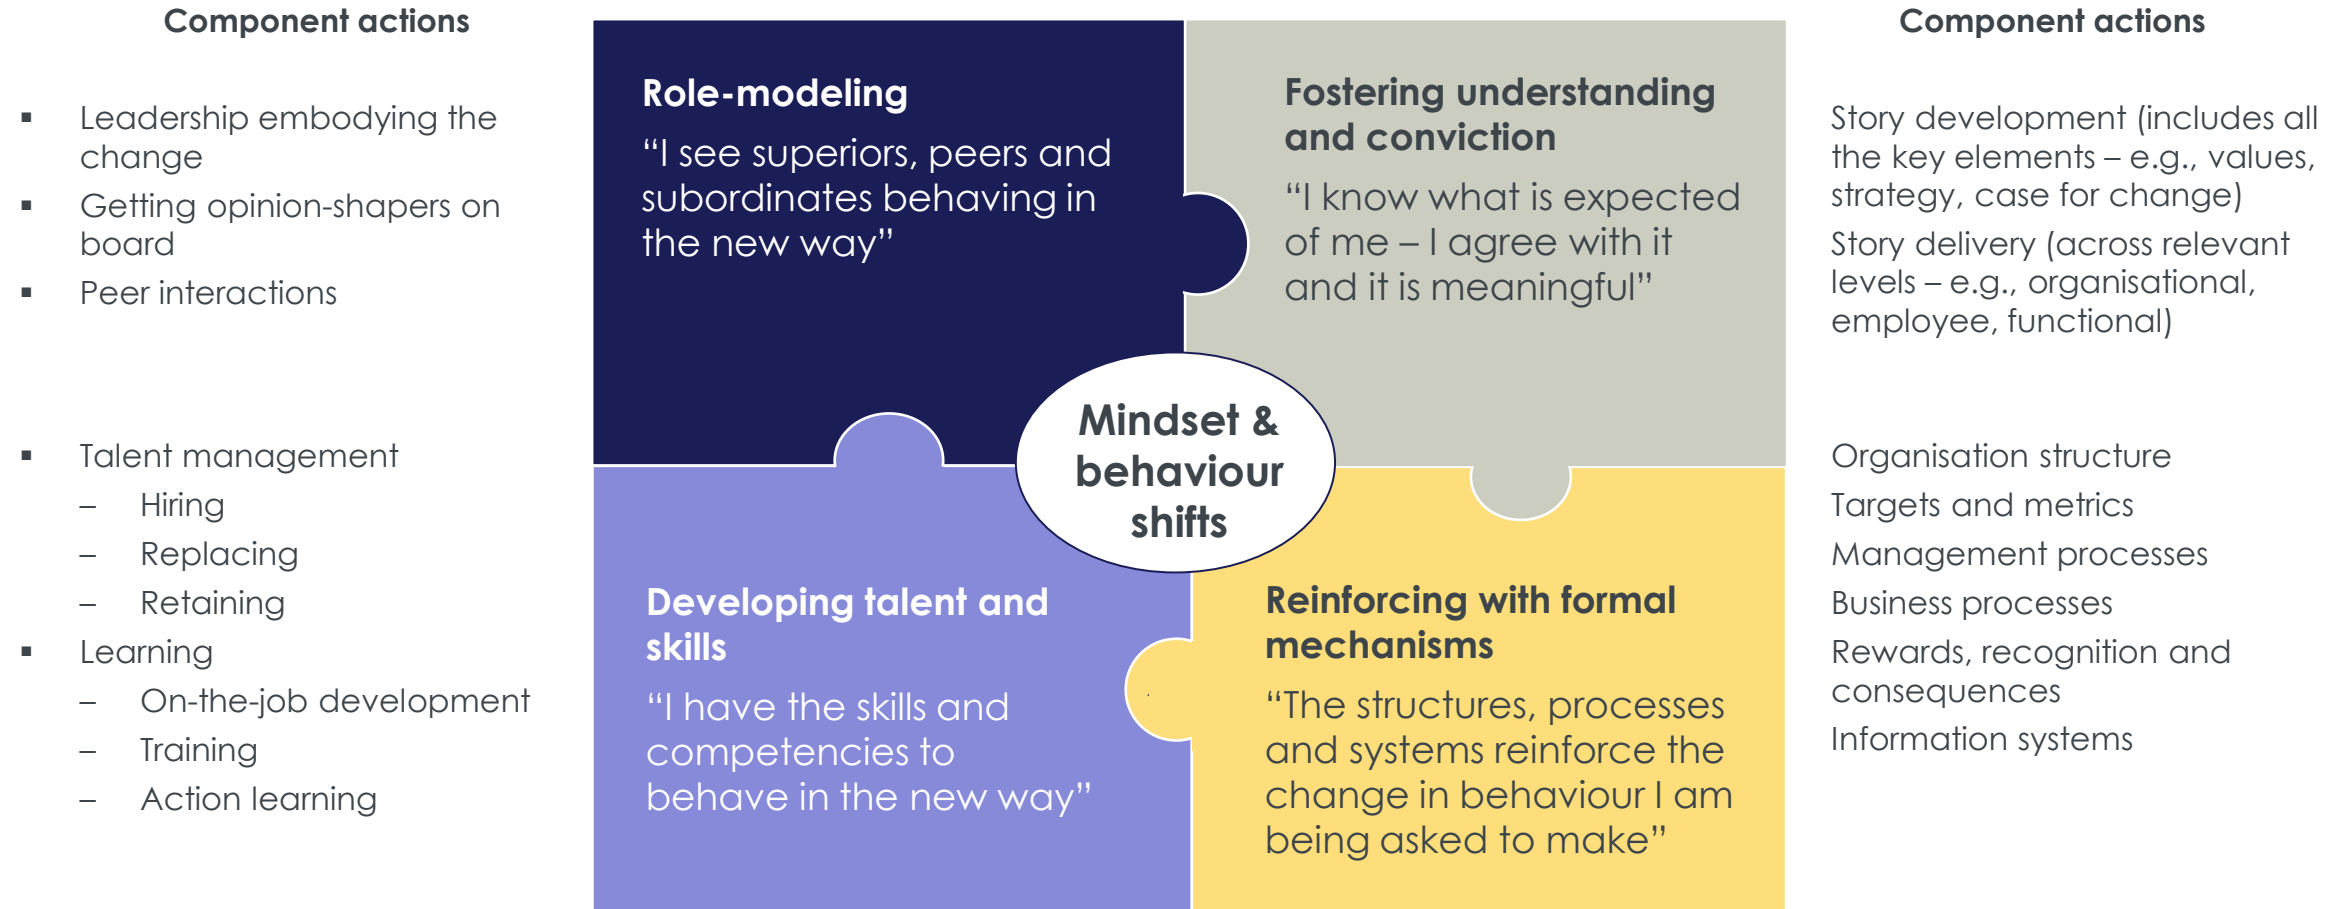 Component actions
▪ Leadership embodying the
change
▪ Getting opinion-shapers on
board
▪ Peer interactions
▪ Talent management
– Hiring
– Replacing
– Retaining
▪ Learning
– On-the-job development
– Training
– Action learning
Role-modeling
“I see superiors, peers and
subordinates behaving in
the new way”
Fostering understanding
and conviction
“I know what is expected
of me – I agree with it
and it is meaningful”
Mindset &
behaviour
shifts
Developing talent and
skills
“I have the skills and
competencies to
behave in the new way”
Reinforcing with formal
mechanisms
“The structures, processes
and systems reinforce the
change in behaviour I am
being asked to make”
Component actions
Story development (includes all
the key elements – e.g., values,
strategy, case for change)
Story delivery (across relevant
levels – e.g., organisational,
employee, functional)
Organisation structure
Targets and metrics
Management processes
Business processes
Rewards, recognition and
consequences
Information systems